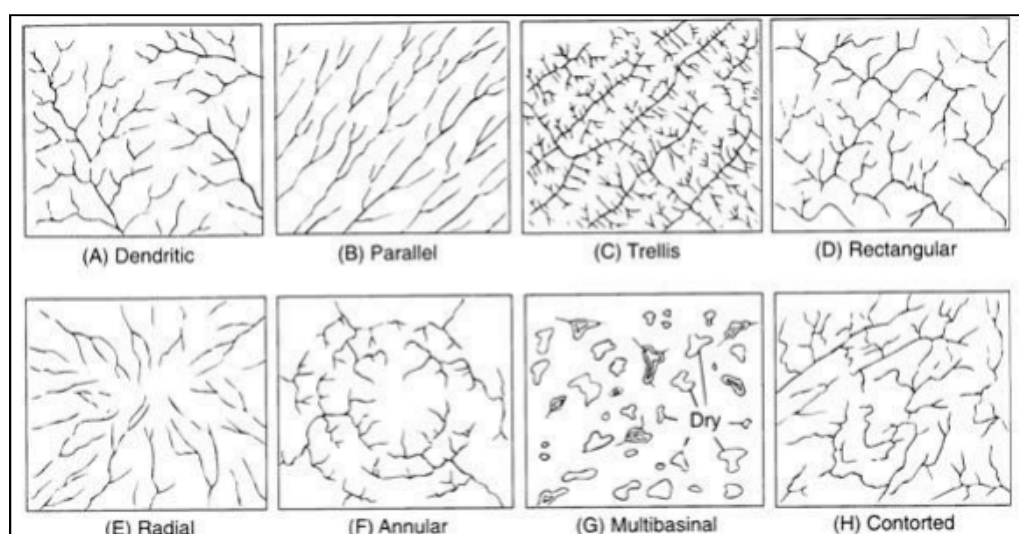 (A) Dendritic
(B) Parallel
(C) Trellis
(D) Rectangular
Dry
(E) Radial
(F) Annular
(G) Multibasinal
(H) Contorted